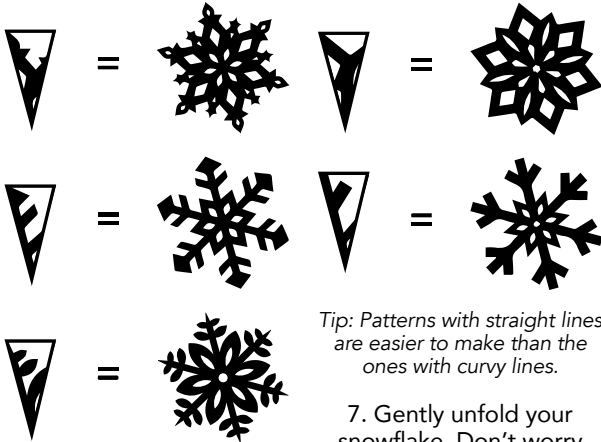 =
=
=
=
=
Tip: Patterns with straight lines
are easier to make than the
ones with curvy lines.
7. Gently unfold your
snowflake. Don't worry